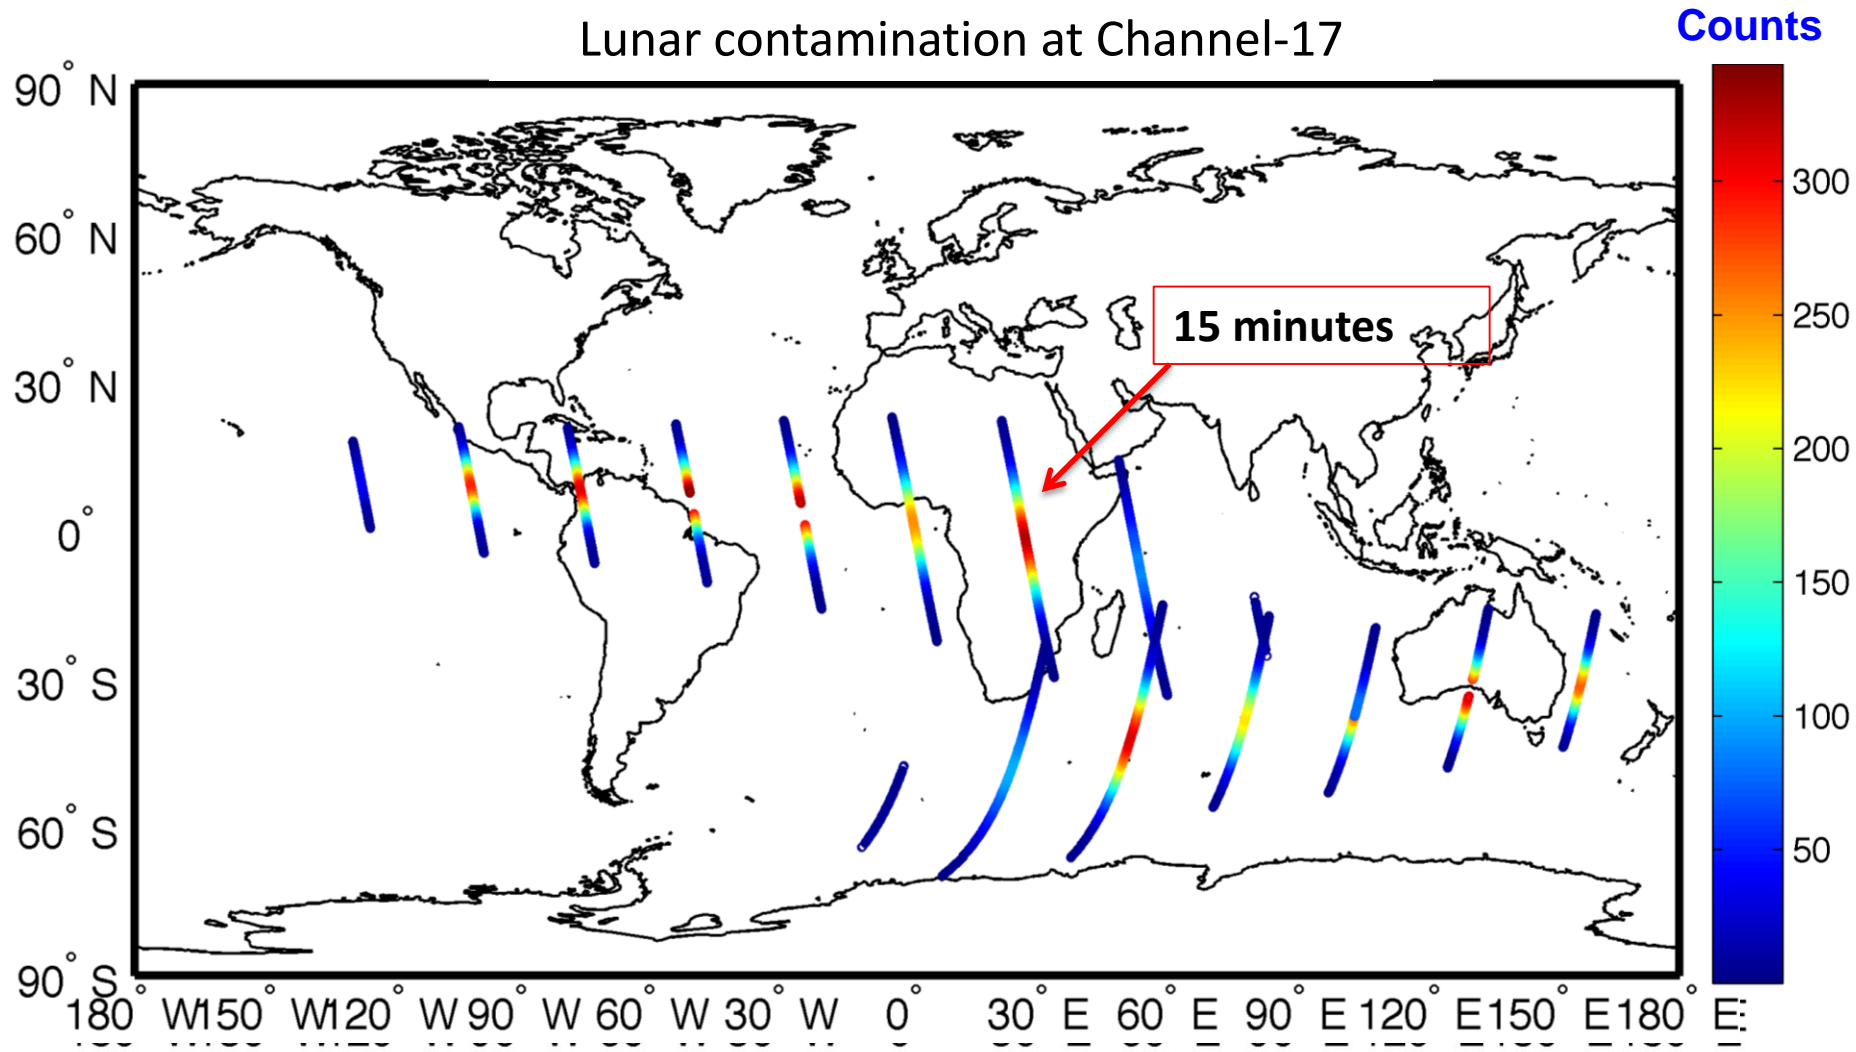 Lunar contamination at Channel-17
Counts
90° N
60° N
30° N
0°
30° S
60° S
90° S
15 minutes
300
250
200
150
100
50
180° W 150° W 120° W 90° W 60° W 30° W 0° 30° E 60° E 90° E 120° E 150° E 180° E